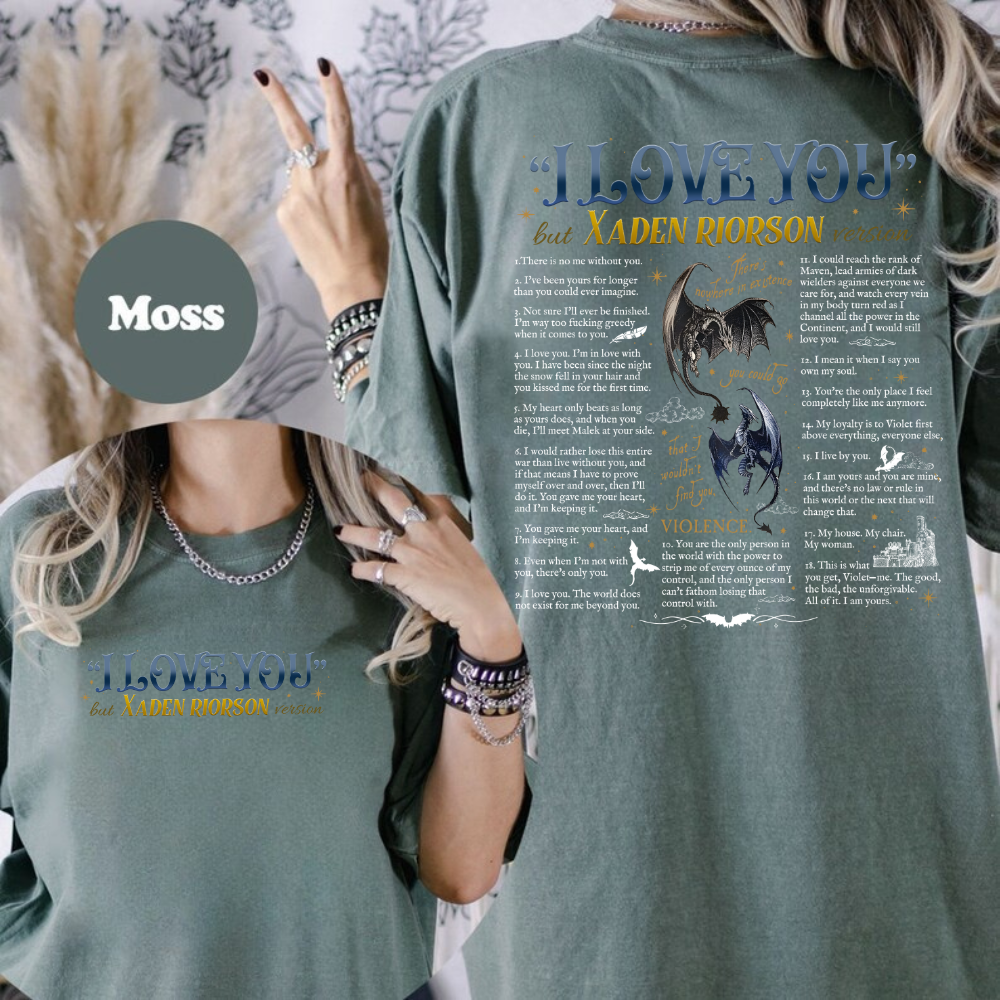 “I LOVE YOU”
but XADEN RIORSON version
1.There is no me without you.
2. I've been yours for longer
than you could ever imagine.
3. Not sure I'll ever be finished.
I'm way too fucking greedy
when it comes to you.
4. I love you. I'm in love with
you. I have been since the night
the snow fell in your hair and
you kissed me for the first time.
5. My heart only beats as long
as yours does, and when you
die, I'll meet Malek at your side.
6. I would rather lose this entire
war than live without you, and
if that means I have to prove
myself over and over, then I'll
do it. You gave me your heart,
and I'm keeping it.
7. You gave me your heart, and
I'm keeping it.
8. Even when I'm not with
you, there's only you.
9. I love you. The world does
not exist for me beyond you.
There
nowhere in existence
you could go
that I
wouldn't
find you
VIOLENCE
10. You are the only person in
the world with the power to
strip me of every ounce of my
control, and the only person I
can't fathom losing that
control with.
11. I could reach the rank of
Maven, lead armies of dark
wielders against everyone we
care for, and watch every vein
in my body turn red as I
channel all the power in the
Continent, and I would still
love you.
12. I mean it when I say you
own my soul.
13. You're the only place I feel
completely like me anymore.
14. My loyalty is to Violet first
above everything, everyone else,
15. I live by you.
16. I am yours and you are mine,
and there's no law or rule in
this world or the next that will
change that.
17. My house. My chair.
My woman.
18. This is what
you get, Violet—me. The good,
the bad, the unforgivable.
All of it. I am yours.
Moss
“I LOVE YOU”
but XADEN RIORSON version